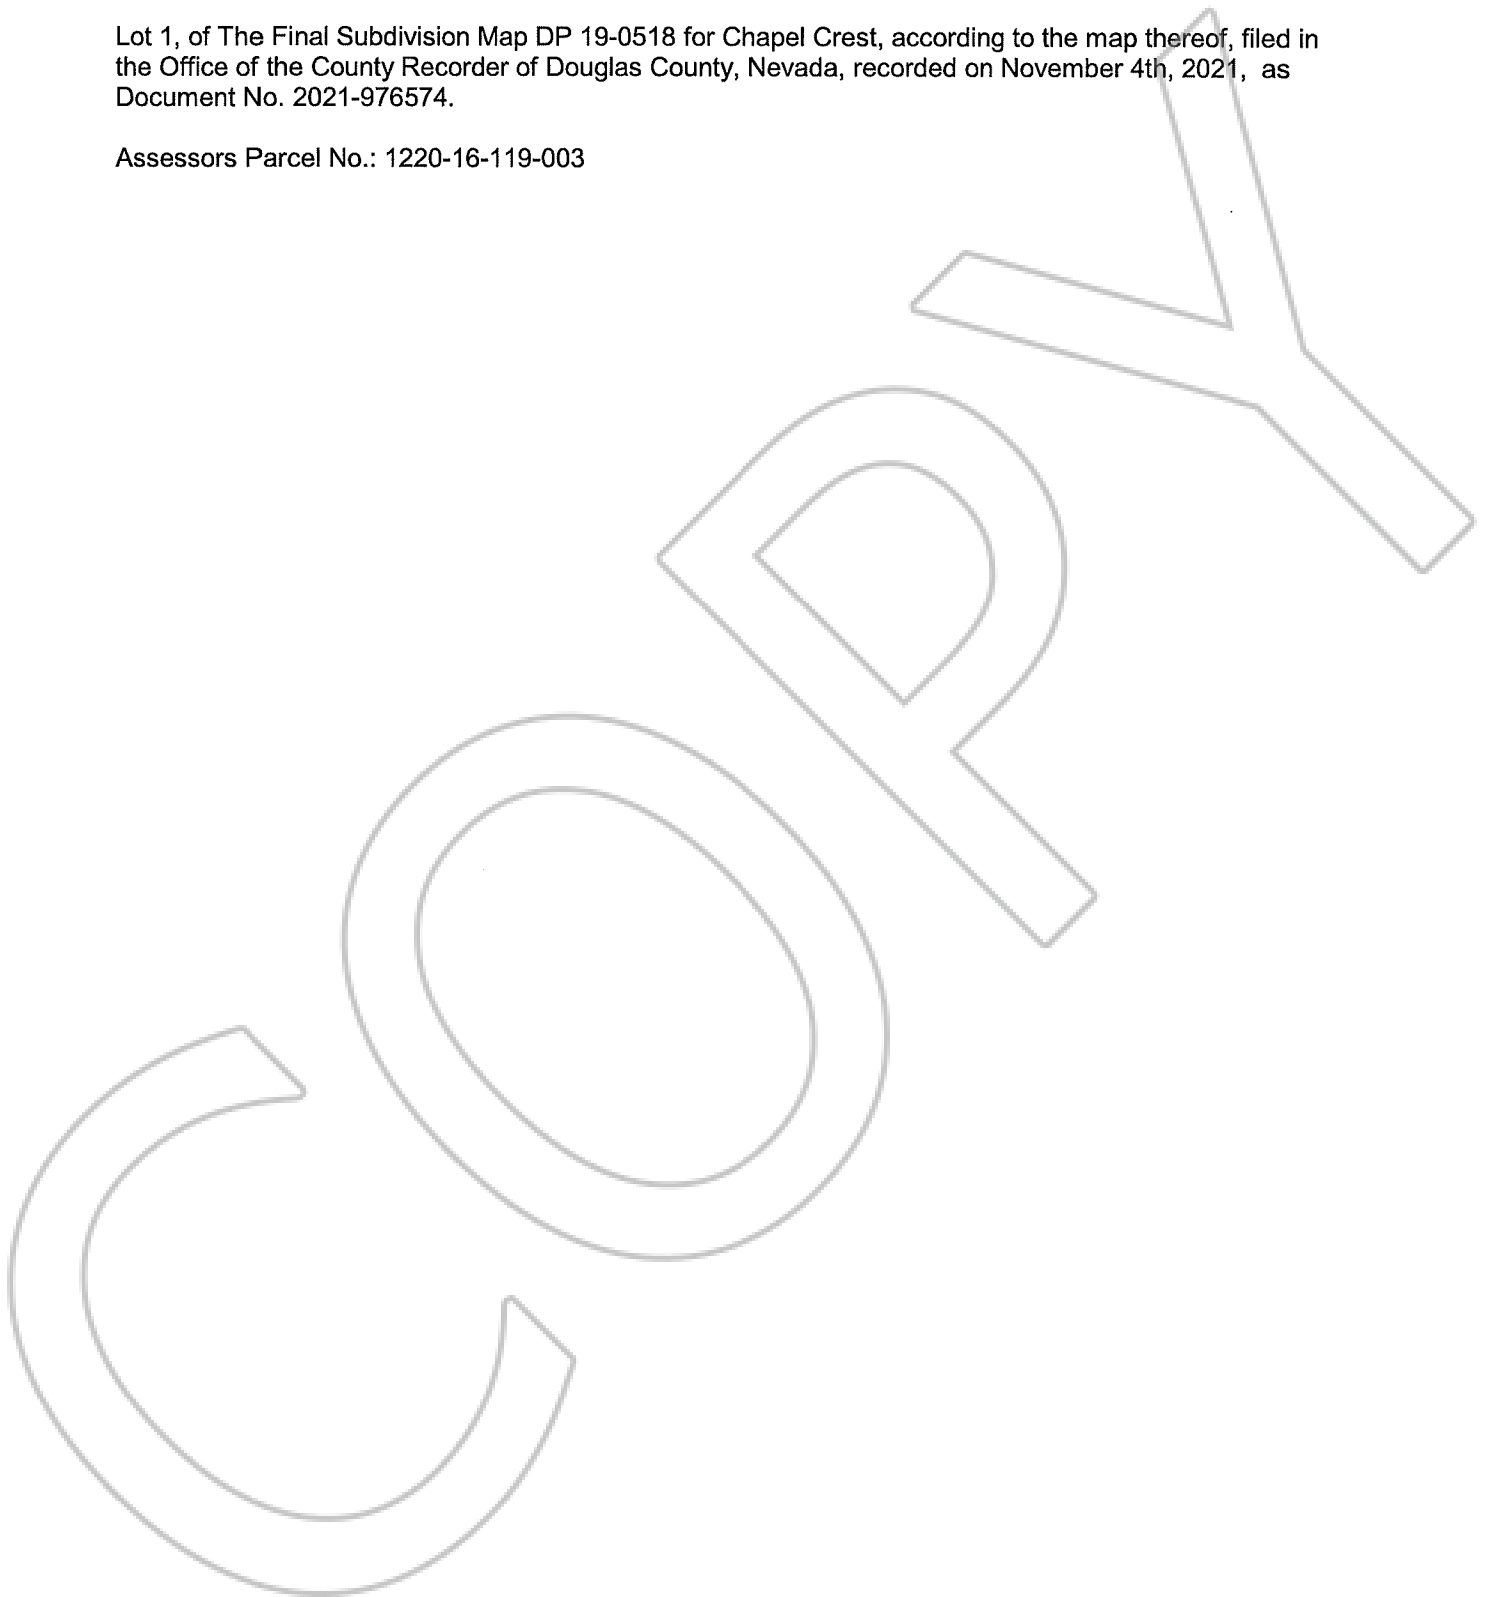 Lot 1, of The Final Subdivision Map DP 19-0518 for Chapel Crest, according to the map thereof, filed in
the Office of the County Recorder of Douglas County, Nevada, recorded on November 4th, 2021, as
Document No. 2021-976574.
Assessors Parcel No.: 1220-16-119-003
COPY